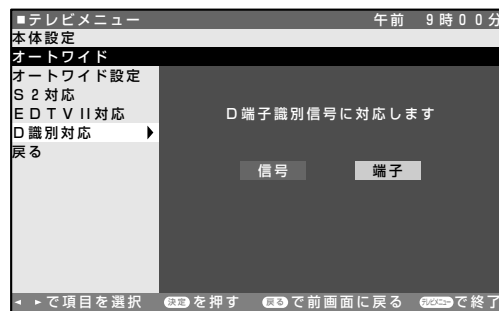 ■テレビメニュー 午前 9時00分
本体設定
オートワイド
オートワイド設定
S2対応
EDTVII対応
D端子識別信号に対応します
D識別対応
戻る
信号 端子
で項目を選択 決定を押す 戻るで前画面に戻る テレビメニューで終了